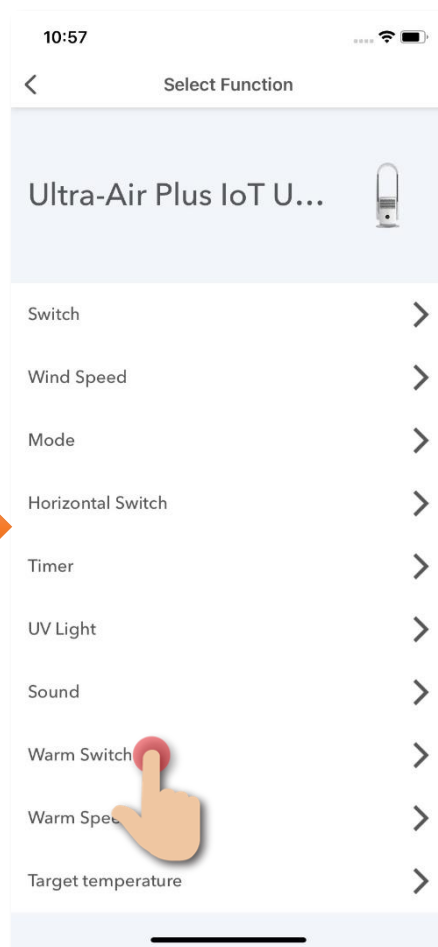 10:57
Select Function
Ultra-Air Plus IoT U...
Switch
Wind Speed
Mode
Horizontal Switch
Timer
UV Light
Sound
Warm Switch
Warm
Target temperature